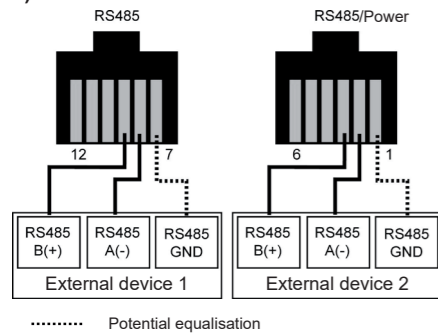 RS485 RS485/Power
12 7 6 1
RS485 RS485 RS485 RS485 RS485 RS485
B(+) A(-) GND B(+) A(-) GND
External device 1 External device 2
Potential equalisation